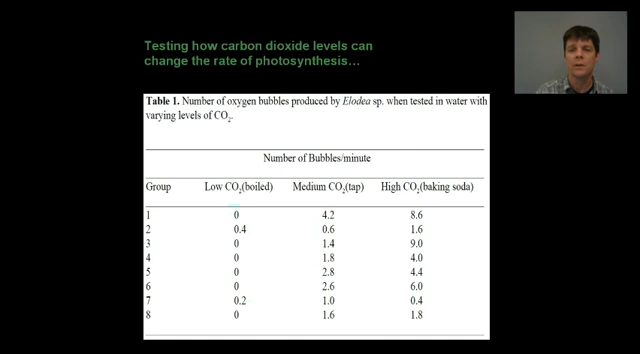 Testing how carbon dioxide levels can
change the rate of photosynthesis…
Table 1. Number of oxygen bubbles produced by Elodea sp. when tested in water with
varying levels of CO₂.
Number of Bubbles/minute
Group Low CO₂(boiled) Medium CO₂(tap) High CO₂(baking soda)
1 0 4.2 8.6
2 0.4 0.6 1.6
3 0 1.4 9.0
4 0 1.8 4.0
5 0 2.8 4.4
6 0 2.6 6.0
7 0.2 1.0 0.4
8 0 1.6 1.8